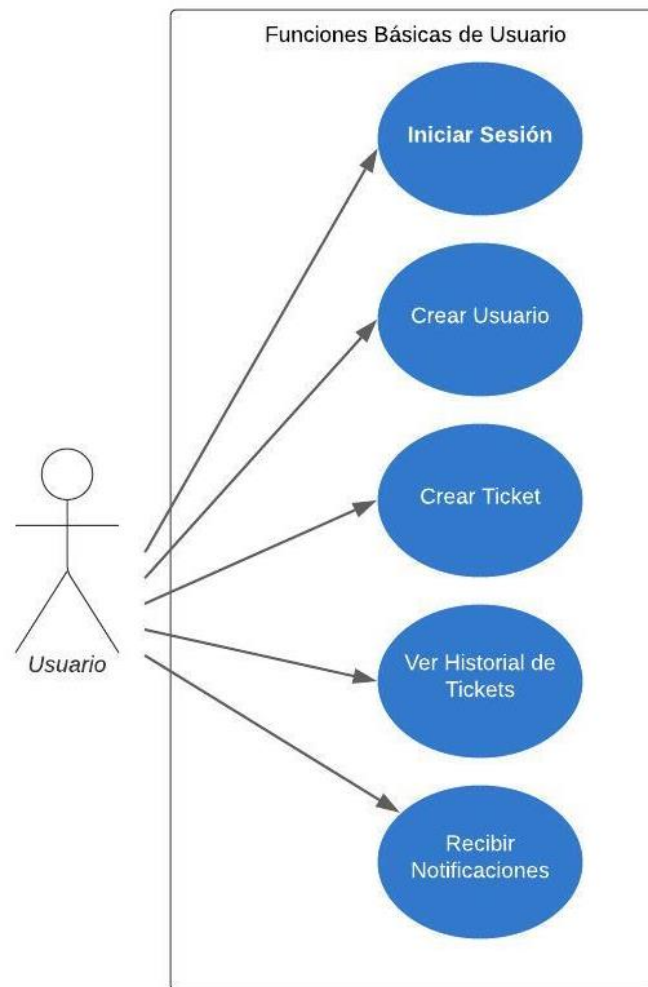 Funciones Básicas de Usuario
Iniciar Sesión
Crear Usuario
Crear Ticket
Usuario
Ver Historial de
Tickets
Recibir
Notificaciones